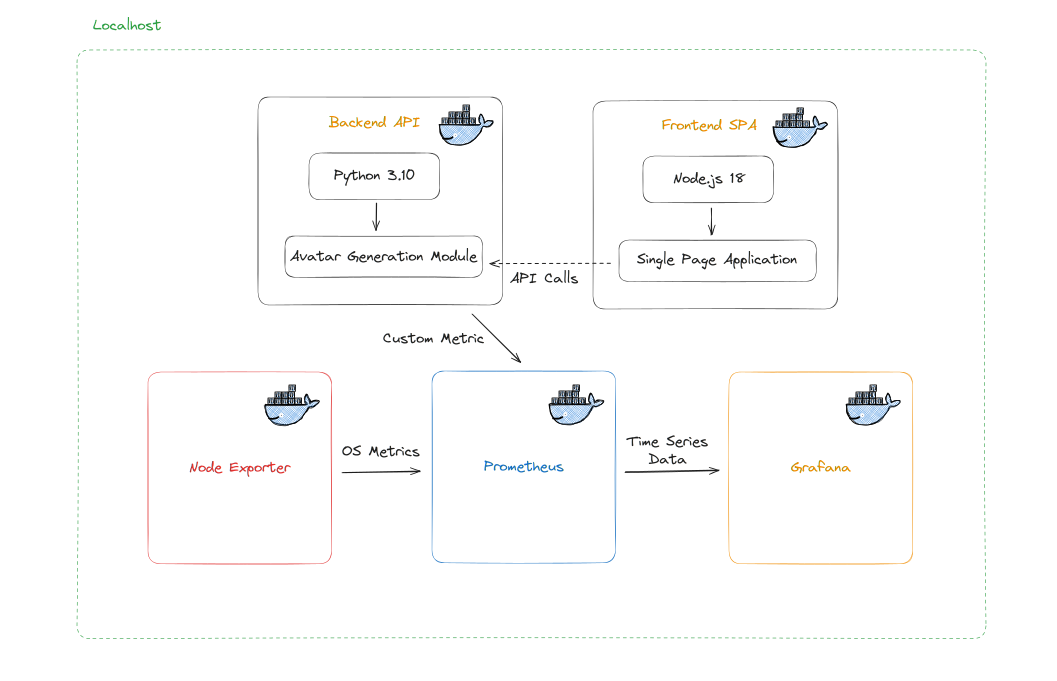 Localhost
Backend API
Frontend SPA
Python 3.10
Node.js 18
Avatar Generation Module
Single Page Application
API Calls
Custom Metric
OS Metrics
Time Series
Data
Node Exporter
Prometheus
Grafana